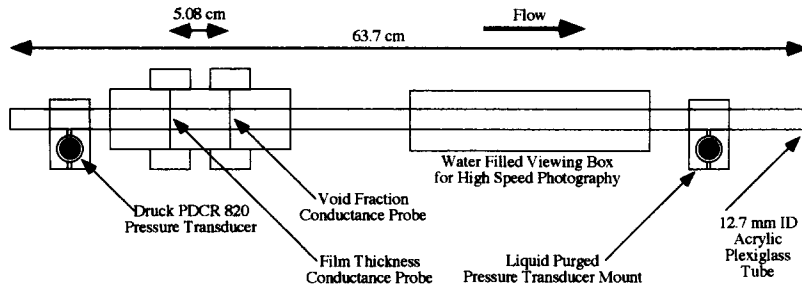 5.08 cm
Flow
63.7 cm
Water Filled Viewing Box
for High Speed Photography
Druck PDCR 820
Pressure Transducer
Void Fraction
Conductance Probe
Film Thickness
Conductance Probe
Liquid Purged
Pressure Transducer Mount
12.7 mm ID
Acrylic
Plexiglass
Tube